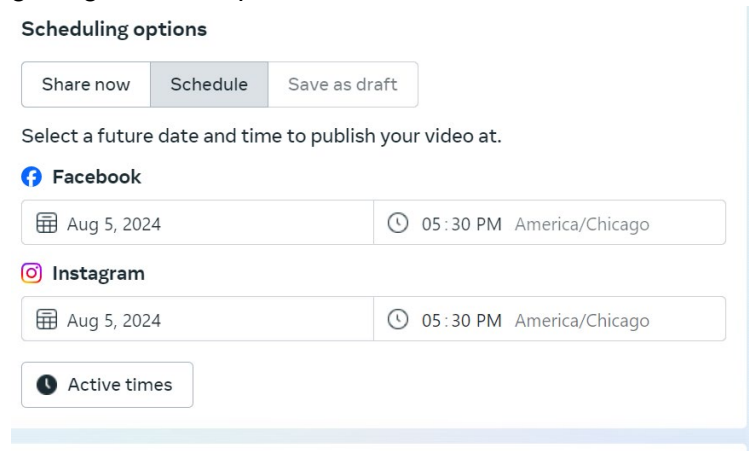 Scheduling options
Share now Schedule Save as draft
Select a future date and time to publish your video at.
Facebook
Aug 5, 2024 05:30 PM America/Chicago
Instagram
Aug 5, 2024 05:30 PM America/Chicago
Active times